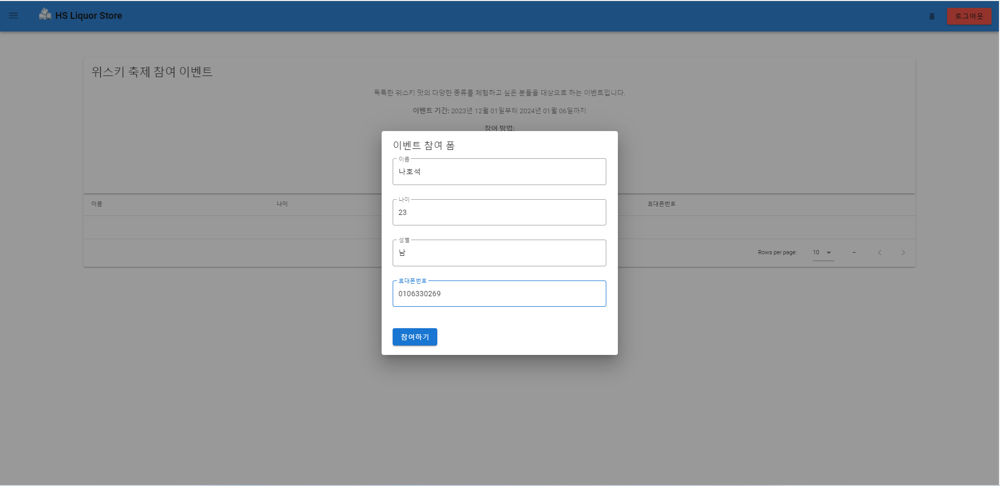 HS Liquor Store
홈
로그아웃
위스키 축제 참여 이벤트
독특한 위스키 맛의 다양한 종류를 체험하고 싶은 분들을 대상으로 하는 이벤트입니다.
이벤트 기간: 2023년 12월 01일부터 2024년 01월 06일까지
참여 방법:
이벤트 참여 폼
이름
나호석
나이
23
성별
남
휴대폰번호
0106330269
참여하기
이름
나이
휴대폰번호
Rows per page:
10
–